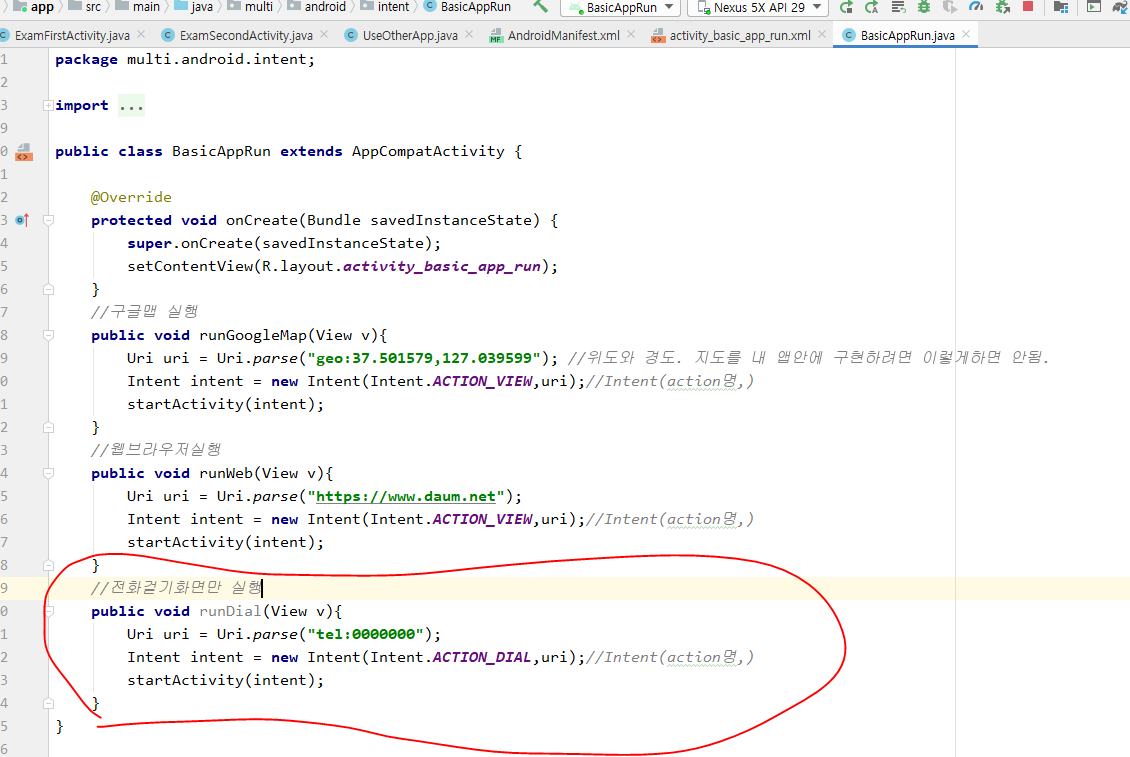 app src main java multi android intent BasicAppRun BasicAppRun Nexus 5X API 29
ExamFirstActivity.java ExamSecondActivity.java UseOtherApp.java AndroidManifest.xml activity_basic_app_run.xml BasicAppRun.java
1 package multi.android.intent;
2
3 import ...
9
0 public class BasicAppRun extends AppCompatActivity {
1
2 @Override
3 protected void onCreate(Bundle savedInstanceState) {
4 super.onCreate(savedInstanceState);
5 setContentView(R.layout.activity_basic_app_run);
6 }
7 //구글맵 실행
8 public void runGoogleMap(View v){
9 Uri uri = Uri.parse("geo:37.501579,127.039599"); //위도와 경도. 지도를 내 앱안에 구현하려면 이렇게하면 안됨.
0 Intent intent = new Intent(Intent.ACTION_VIEW,uri);//Intent(action명,)
1 startActivity(intent);
2 }
3 //웹브라우저실행
4 public void runWeb(View v){
5 Uri uri = Uri.parse("https://www.daum.net");
6 Intent intent = new Intent(Intent.ACTION_VIEW,uri);//Intent(action명,)
7 startActivity(intent);
8 }
9 //전화걸기화면만 실행
0 public void runDial(View v){
1 Uri uri = Uri.parse("tel:0000000");
2 Intent intent = new Intent(Intent.ACTION_DIAL,uri);//Intent(action명,)
3 startActivity(intent);
4 }
5 }
6